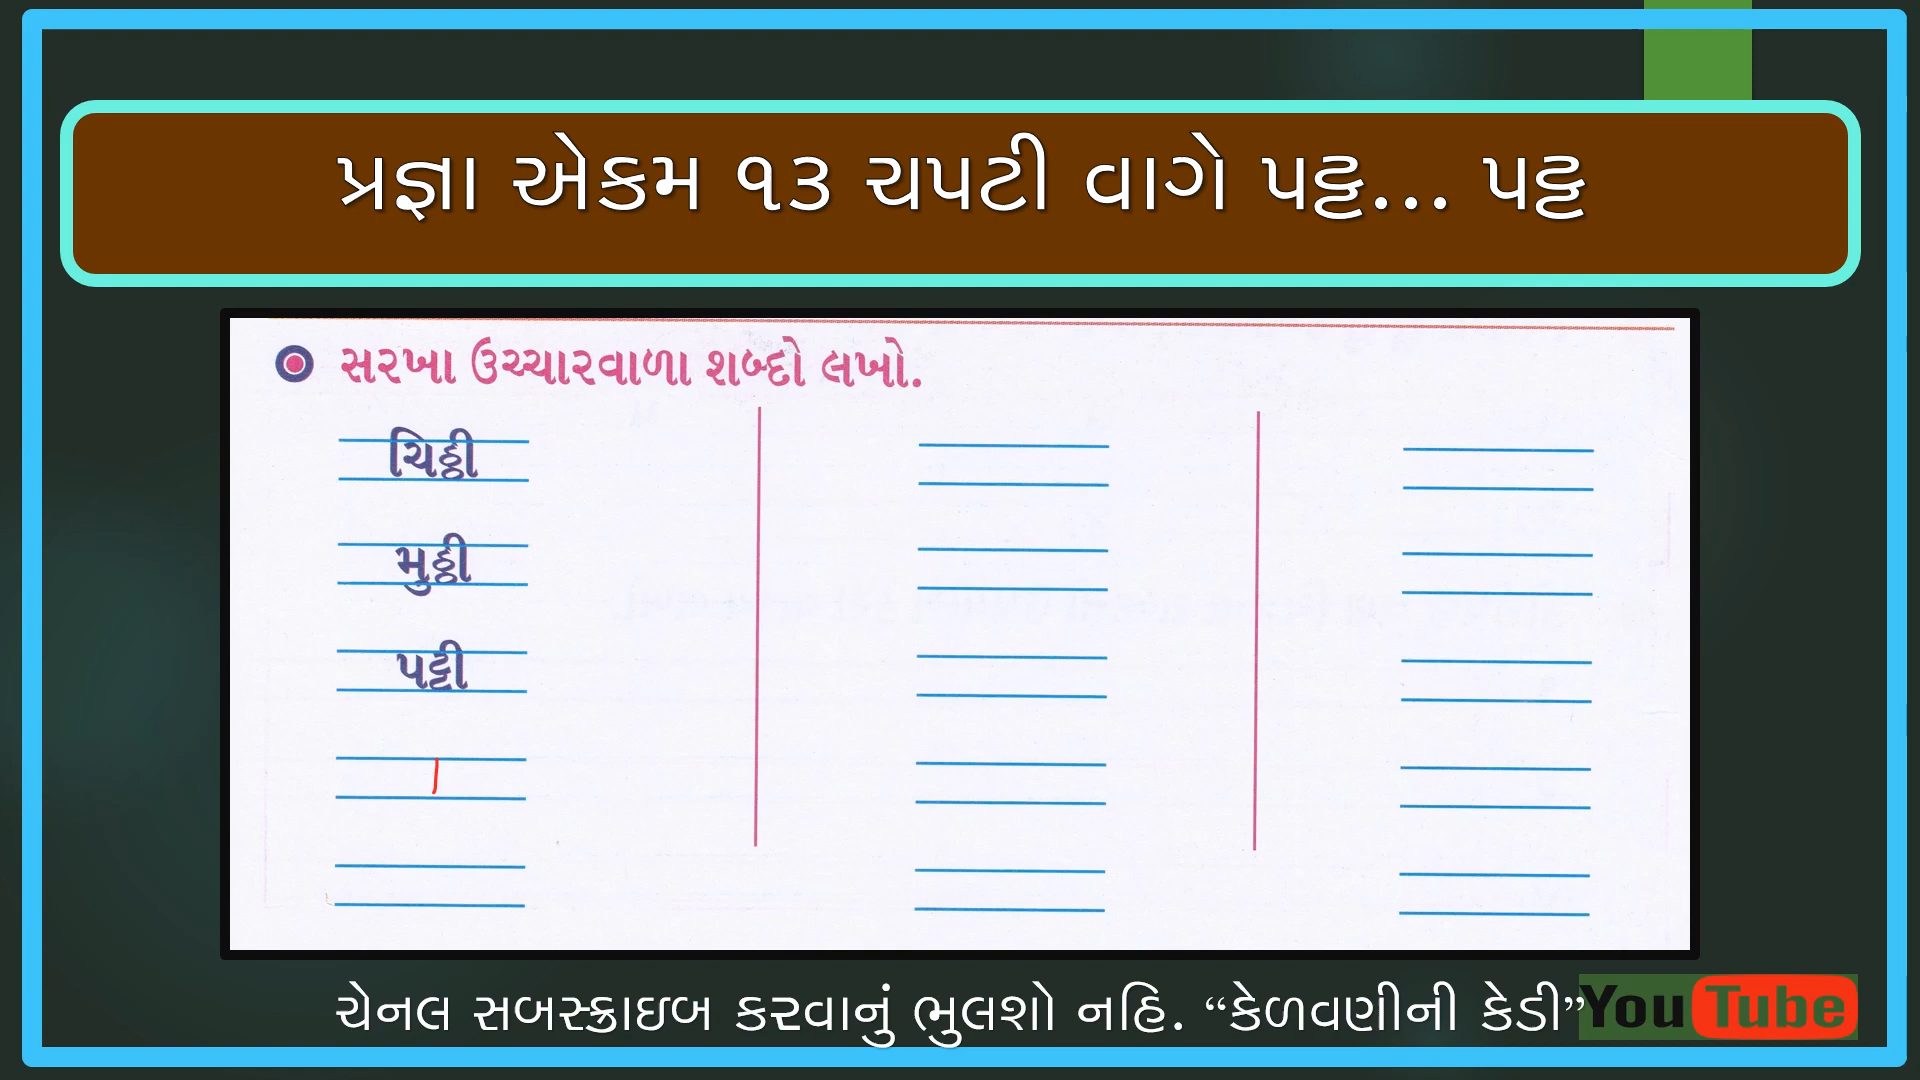 પ્રજ્ઞા એકમ ૧૩ ચપટી વાગે પટ્ટ... પટ્ટ
સરખા ઉચ્ચારવાળા શબ્દો લખો.
ચિઠ્ઠી
મુઠ્ઠી
પટ્ટી
ચેનલ સબસ્ક્રાઇબ કરવાનું ભુલશો નહિ. “કેળવણીની કેડી”
YouTube